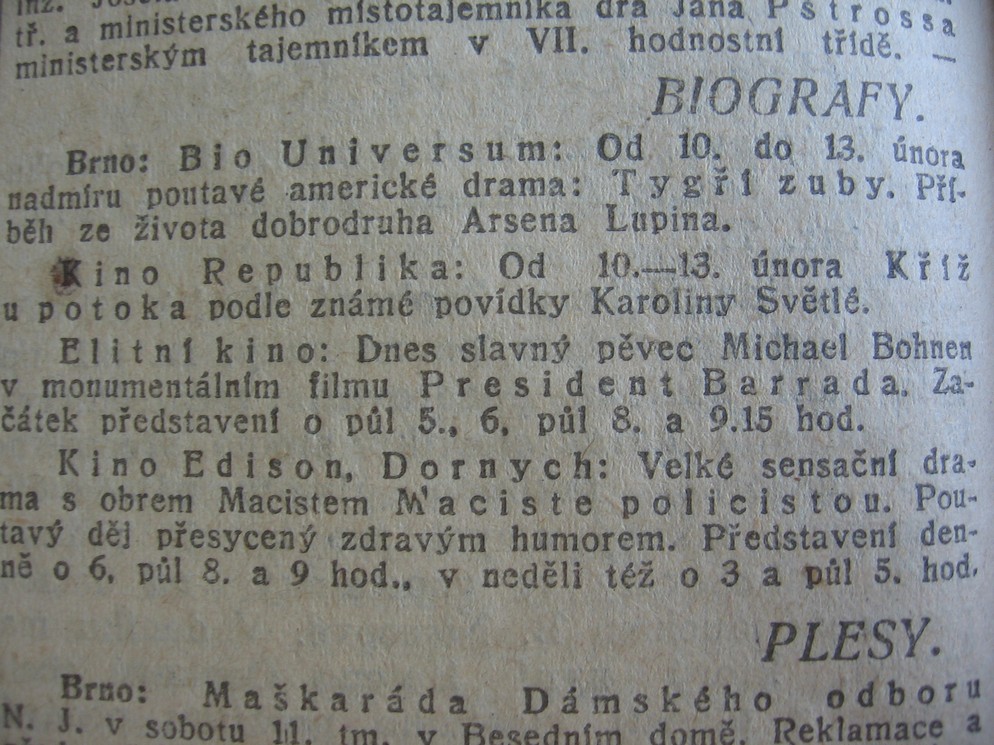 tř. a ministerského místotajemníka dra Jana Pstrossa
ministerským tajemníkem v VII. hodnostní třídě. —
BIOGRAFY.
Brno: Bio Universum: Od 10. do 13. února
nadmíru poutavé americké drama: Tygří zuby. Pří-
běh ze života dobrodruha Arsena Lupina.
Kino Republika: Od 10.—13. února Kříž
u potoka podle známé povídky Karoliny Světlé.
Elitní kino: Dnes slavný pěvec Michael Bohnen
v monumentálním filmu President Barrada. Za-
čátek představení o půl 5., 6, půl 8. a 9.15 hod.
Kino Edison, Dornych: Velké sensační dra-
ma s obrem Macistem Maciste policistou. Pou-
tavý děj přesycený zdravým humorem. Představení den-
ně o 6. půl 8. a 9 hod., v neděli též o 3 a půl 5. hod.
PLESY.
Brno: Maškaráda Dámského odboru
N. J. v sobotu 11. tm. v Besedním domě. Reklamace a